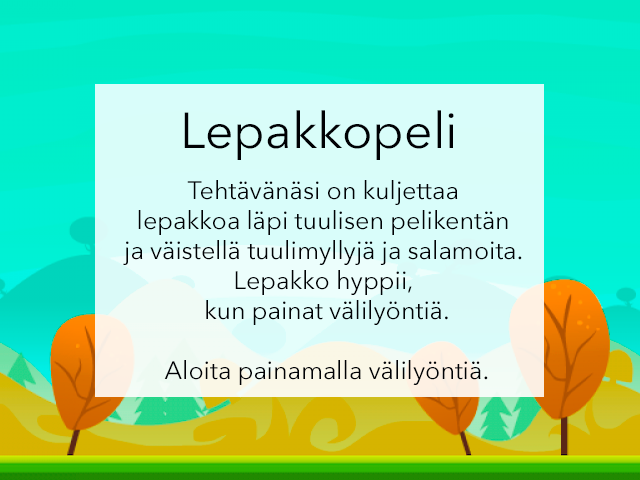 Lepakkopeli
Tehtävänäsi on kuljettaa
lepakkoa läpi tuulisen pelikentän
ja väistellä tuulimyllyjä ja salamoita.
Lepakko hyppii,
kun painat välilyöntiä.
Aloita painamalla välilyöntiä.